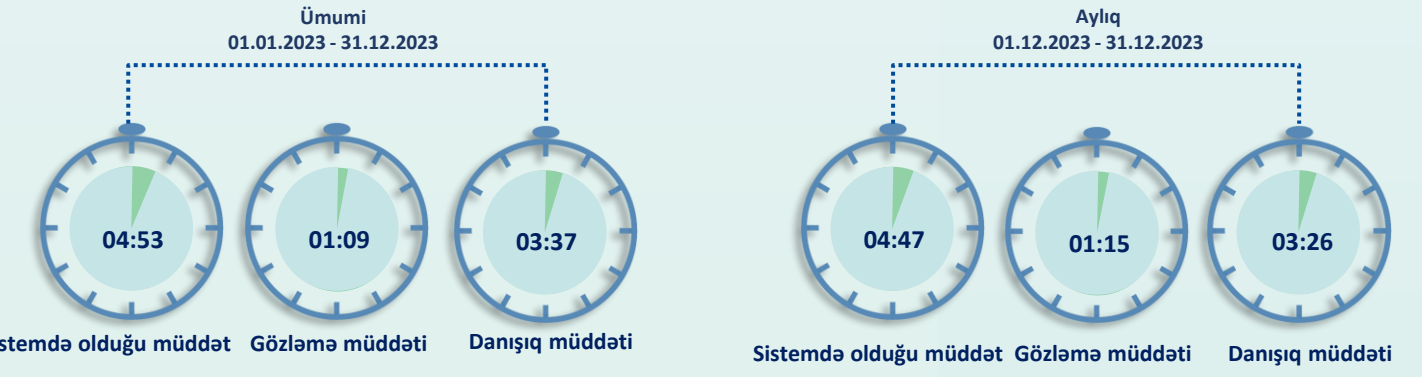 Ümumi
01.01.2023 - 31.12.2023
04:53
01:09
03:37
stemdə olduğu müddət
Gözləmə müddəti
Danışıq müddəti
Aylıq
01.12.2023 - 31.12.2023
04:47
01:15
03:26
Sistemdə olduğu müddət
Gözləmə müddəti
Danışıq müddəti